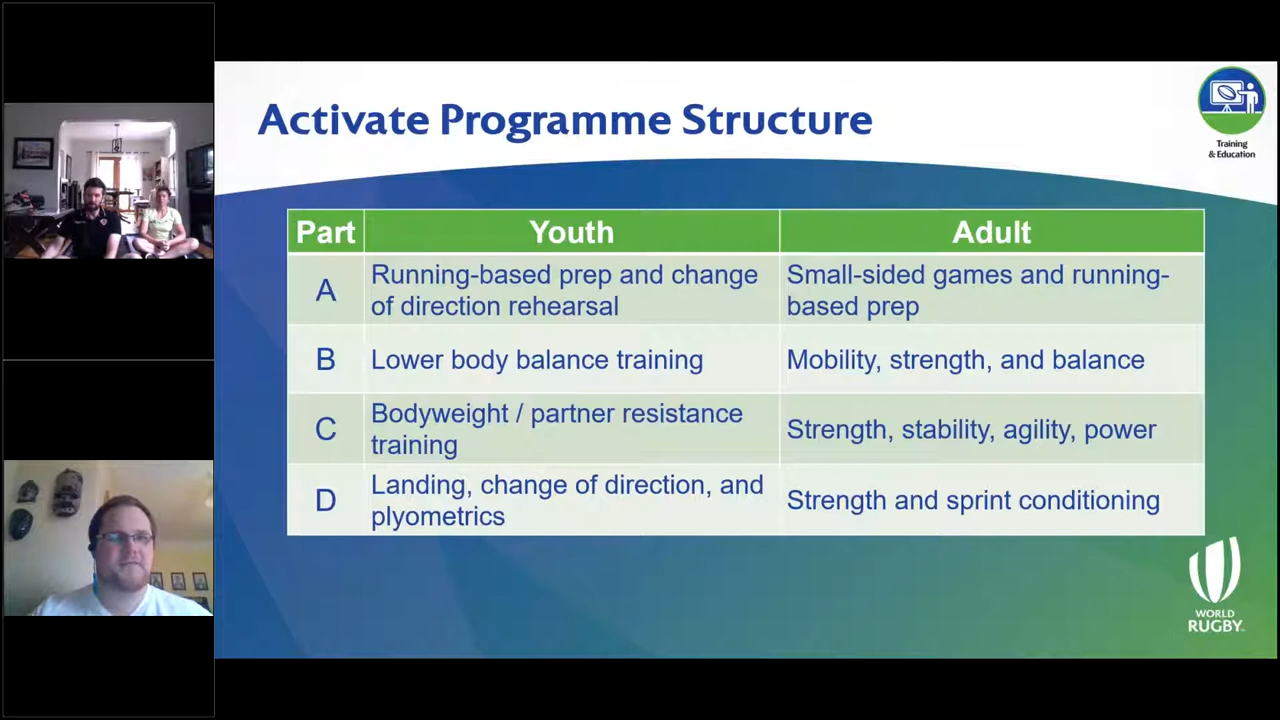 Activate Programme Structure
Training
& Education
Part
Youth
Adult
A
Running-based prep and change
of direction rehearsal
Small-sided games and running-
based prep
B
Lower body balance training
Mobility, strength, and balance
C
Bodyweight / partner resistance
training
Strength, stability, agility, power
D
Landing, change of direction, and
plyometrics
Strength and sprint conditioning
WORLD
RUGBY